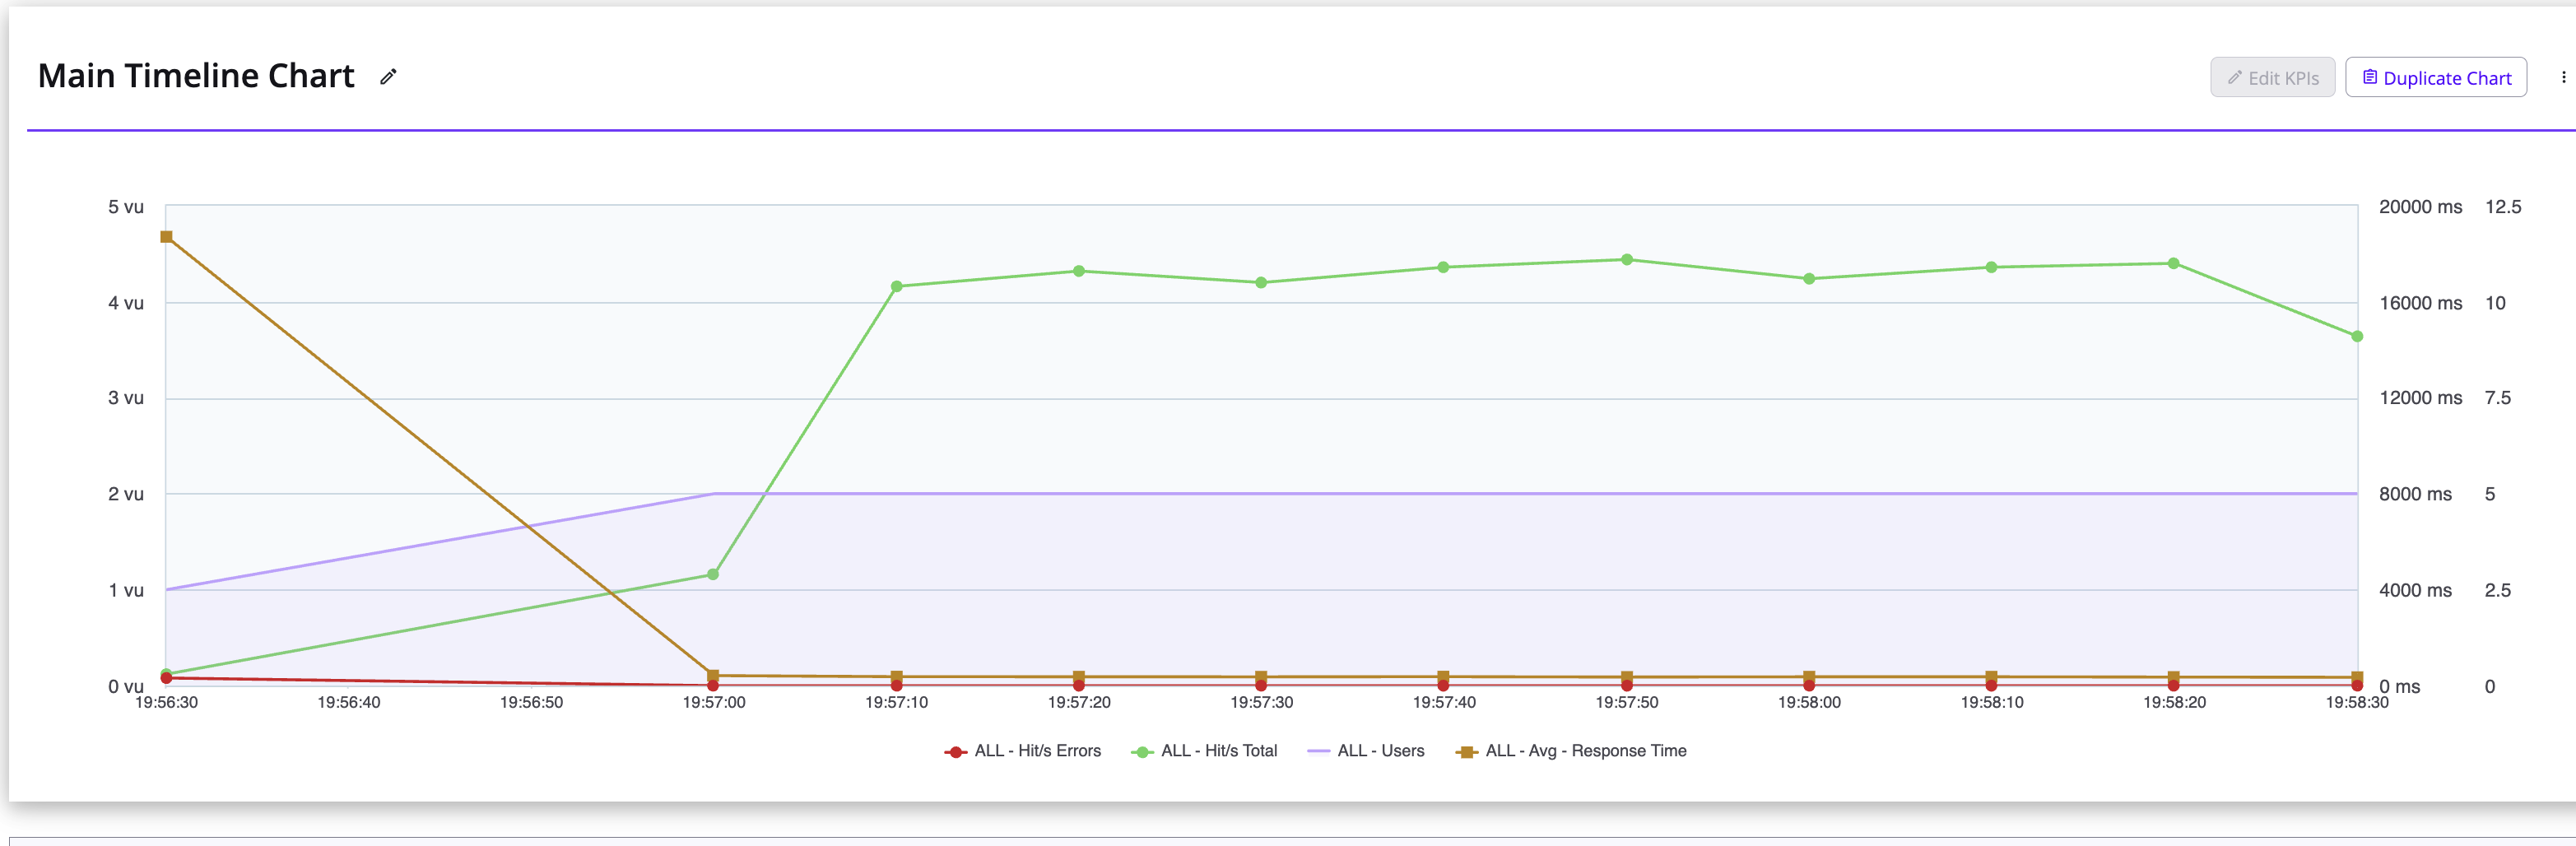 Main Timeline Chart
Edit KPIs
Duplicate Chart
5 vu
4 vu
3 vu
2 vu
1 vu
0 vu
20000 ms 12.5
16000 ms 10
12000 ms 7.5
8000 ms 5
4000 ms 2.5
0 ms 0
19:56:30 19:56:40 19:56:50 19:57:00 19:57:10 19:57:20 19:57:30 19:57:40 19:57:50 19:58:00 19:58:10 19:58:20 19:58:30
ALL - Hit/s Errors ALL - Hit/s Total ALL - Users ALL - Avg - Response Time